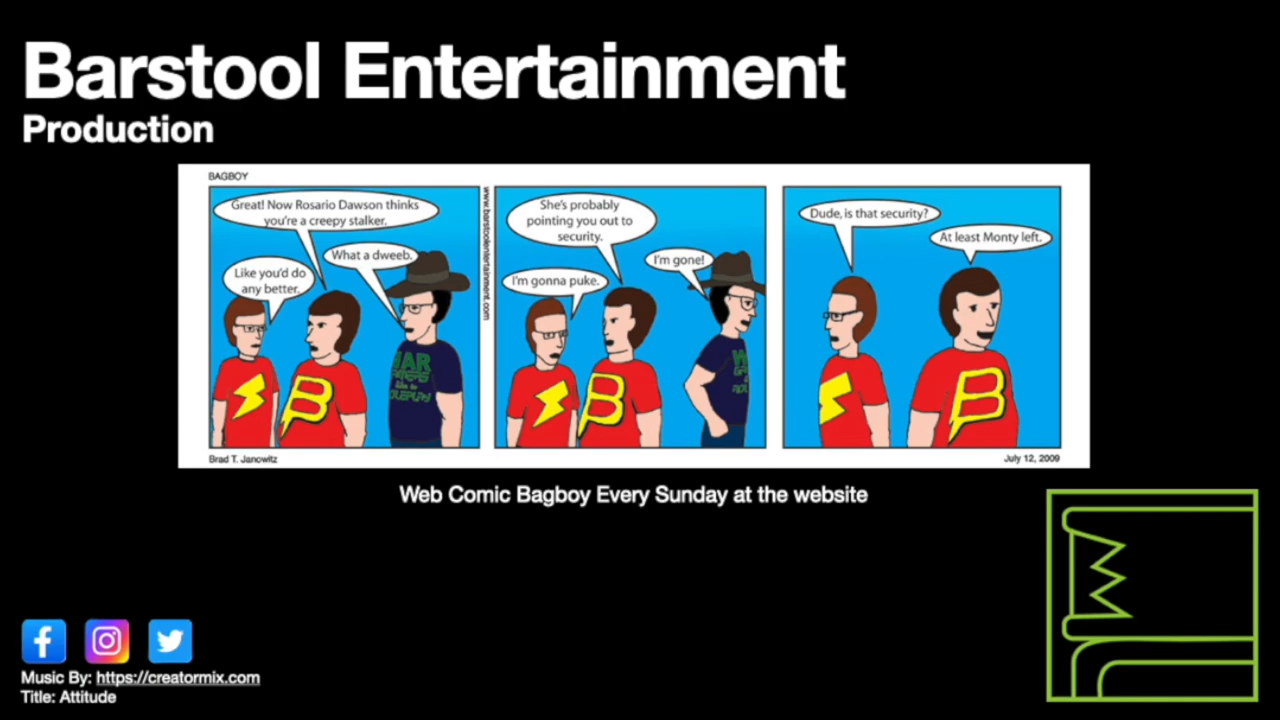 Barstool Entertainment
Production
BAGBOY
Great! Now Rosario Dawson thinks
you're a creepy stalker.
What a dweeb.
Like you'd do
any better.
www.barstoolentertainment.com
She's probably
pointing you out to
security.
I'm gone!
I'm gonna puke.
Dude, is that security?
At least Monty left.
B
B
B
Brad T. Janowitz
July 12, 2009
Web Comic Bagboy Every Sunday at the website
Music By: https://creatormix.com
Title: Attitude